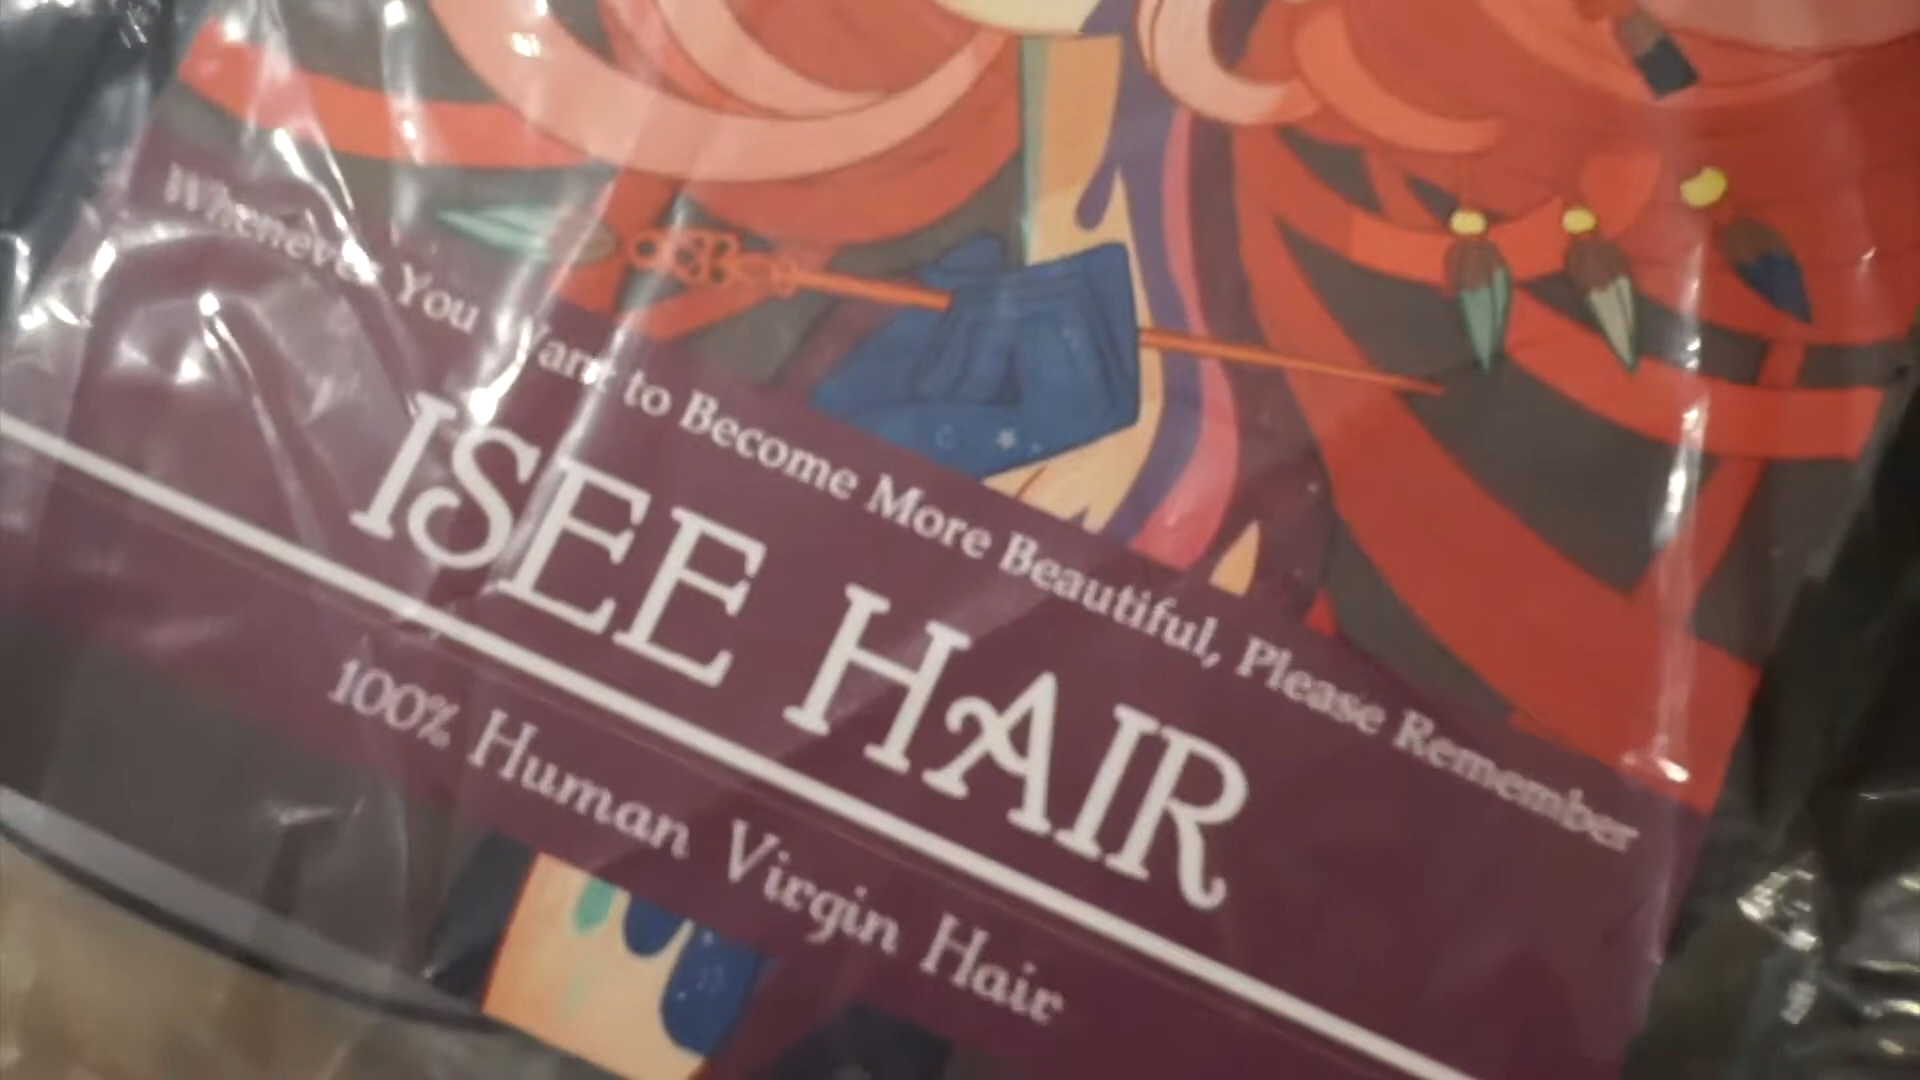 Whenever You Want to Become More Beautiful, Please Remember
ISEE HAIR
100% Human Virgin Hair